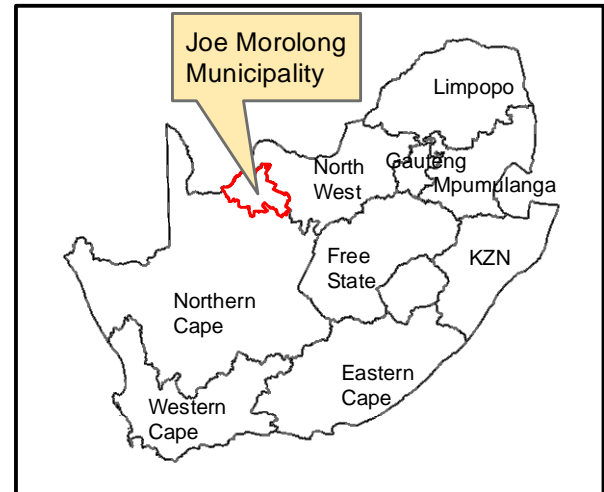 Joe Morolong
Municipality
Limpopo
North
West
Gauteng
Mpumulanga
Free
State
KZN
Northern
Cape
Eastern
Cape
Western
Cape